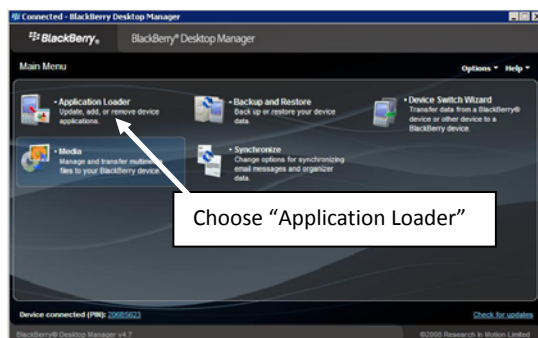 Connected - BlackBerry Desktop Manager
BlackBerry® BlackBerry® Desktop Manager
Main Menu Options Help
Application Loader
Update, add, or remove device
applications.
Backup and Restore
Back up or restore your device
data.
Device Switch Wizard
Transfer data from a BlackBerry®
device or other device to a
BlackBerry device.
Media
Manage and transfer multimedia
files to your BlackBerry device.
Synchronize
Change options for synchronizing
email messages and organizer
data.
Choose “Application Loader”
Device connected (PIN): Check for updates
BlackBerry® Desktop Manager v4.7 ©2008 Research In Motion Limited